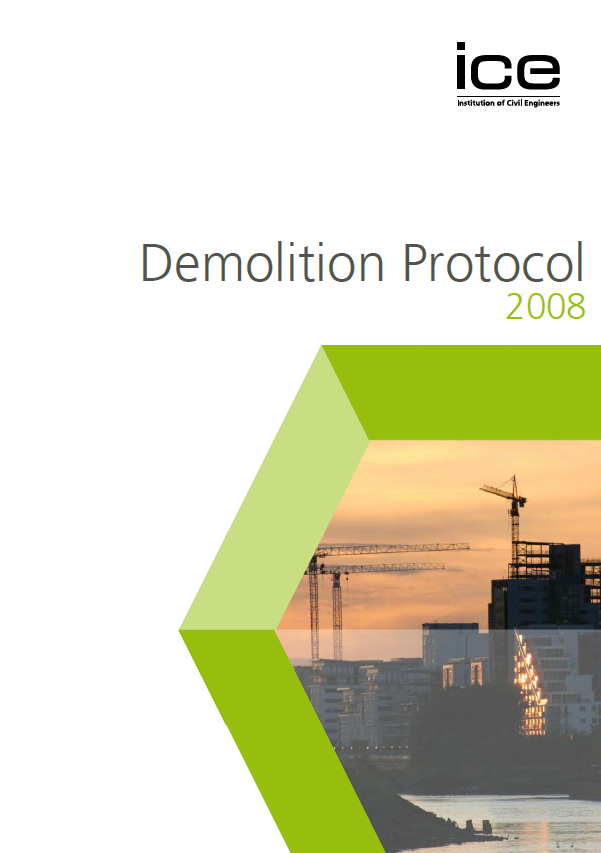 ice
Institution of Civil Engineers
Demolition Protocol
2008